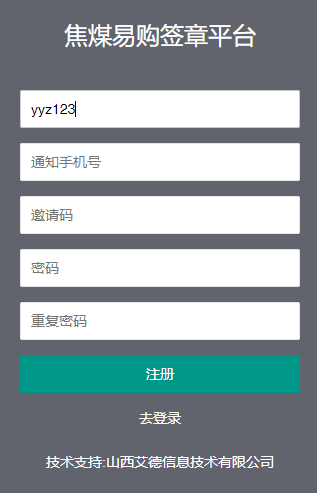 焦煤易购签章平台
yyz123
通知手机号
邀请码
密码
重复密码
注册
去登录
技术支持:山西艾德信息技术有限公司